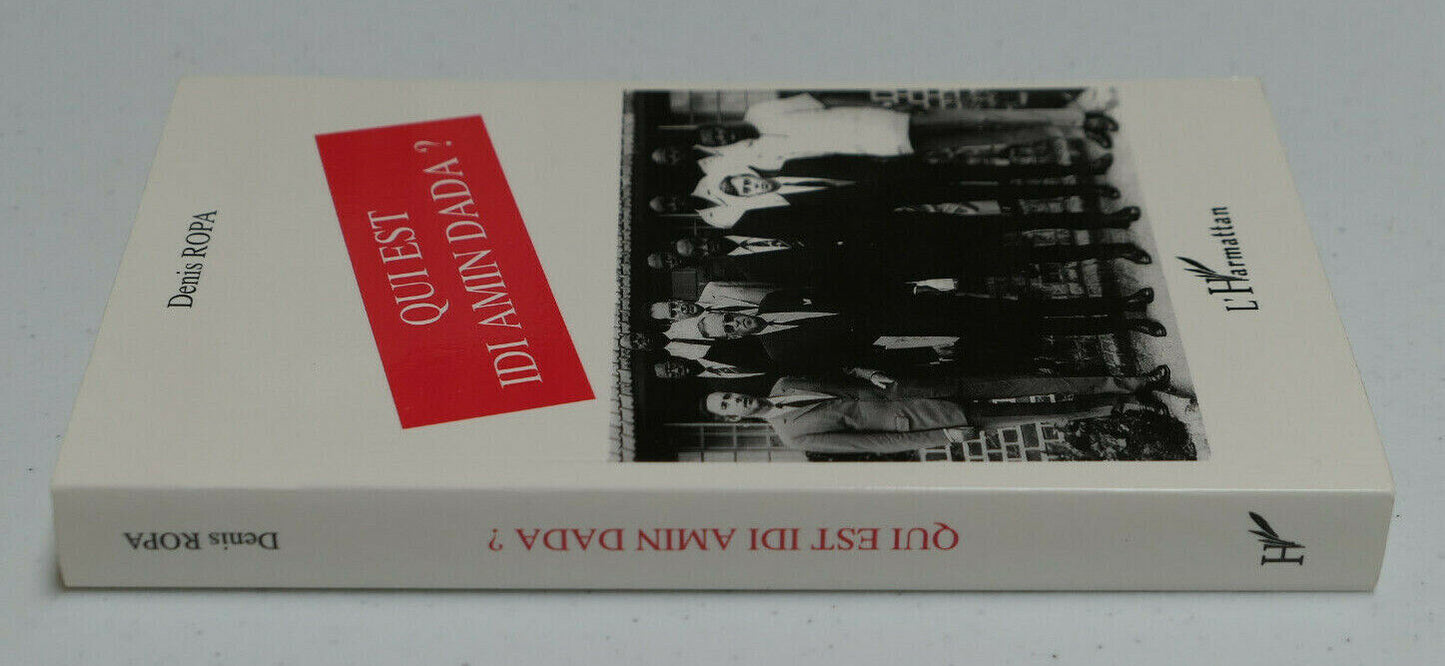 Denis ROPA
QUI EST
IDI AMIN DADA ?
L'Harmattan
Denis ROPA
QUI EST IDI AMIN DADA ?
H